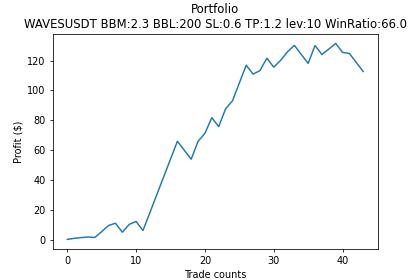 Portfolio
WAVESUSDT BBM:2.3 BBL:200 SL:0.6 TP:1.2 lev:10 WinRatio:66.0
120
100
80
60
40
20
0
Profit ($)
0 10 20 30 40
Trade counts